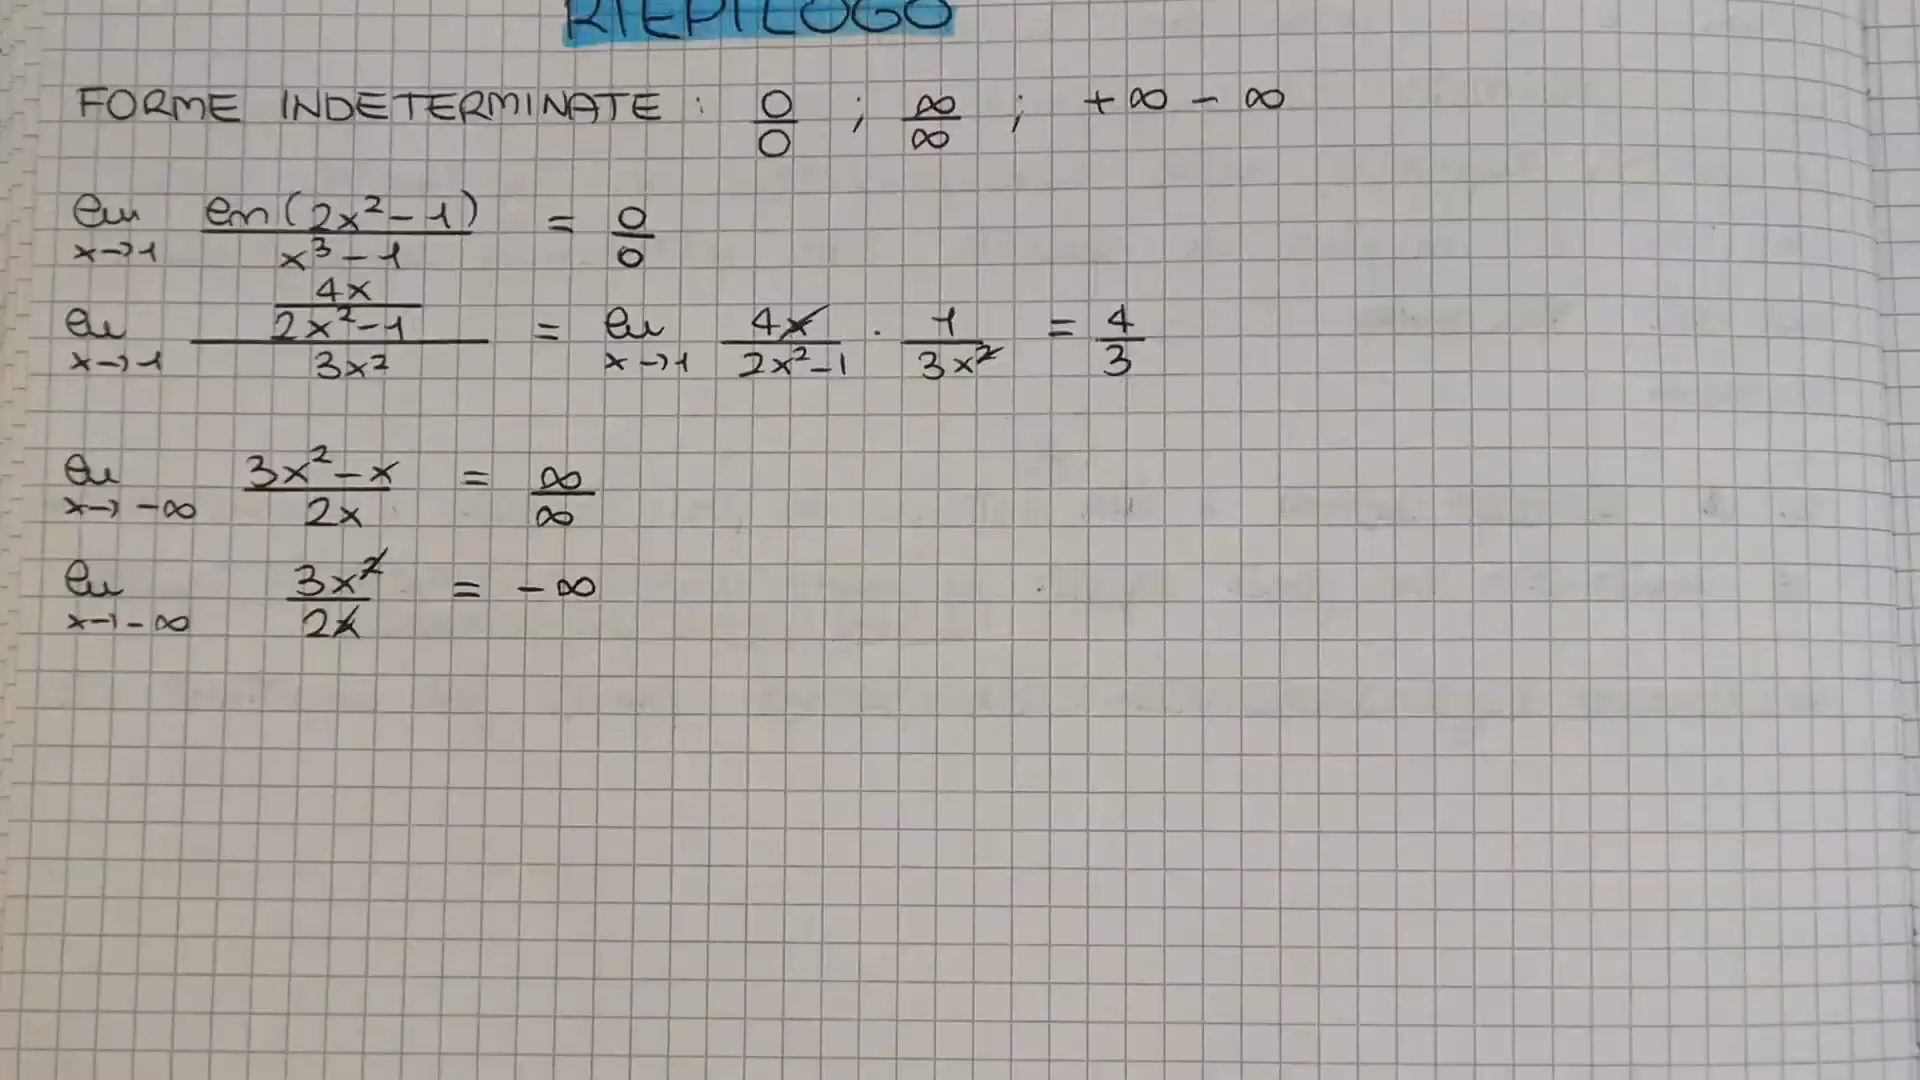 RIEPILOGO
FORME INDETERMINATE : 0/0 ; ∞/∞ ; +∞ - ∞
lim x→1 ln(2x²-1)/(x³-1) = 0/0
lim x→1 (4x/(2x²-1))/(3x²) = lim x→1 4x/(2x²-1) · 1/(3x²) = 4/3
lim x→-∞ (3x²-x)/(2x) = ∞/∞
lim x→-∞ 3x²/(2x) = -∞